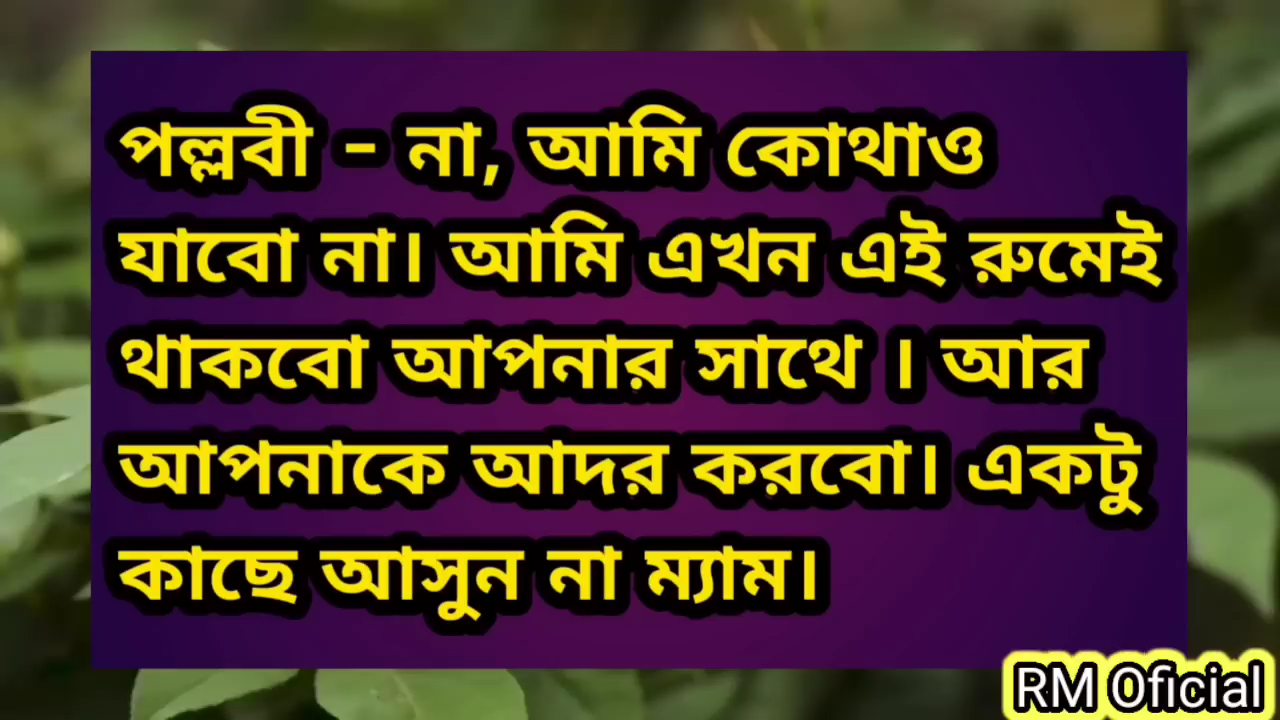 পল্লবী - না, আমি কোথাও
যাবো না। আমি এখন এই রুমেই
থাকবো আপনার সাথে । আর
আপনাকে আদর করবো। একটু
কাছে আসুন না ম্যাম।
RM Oficial